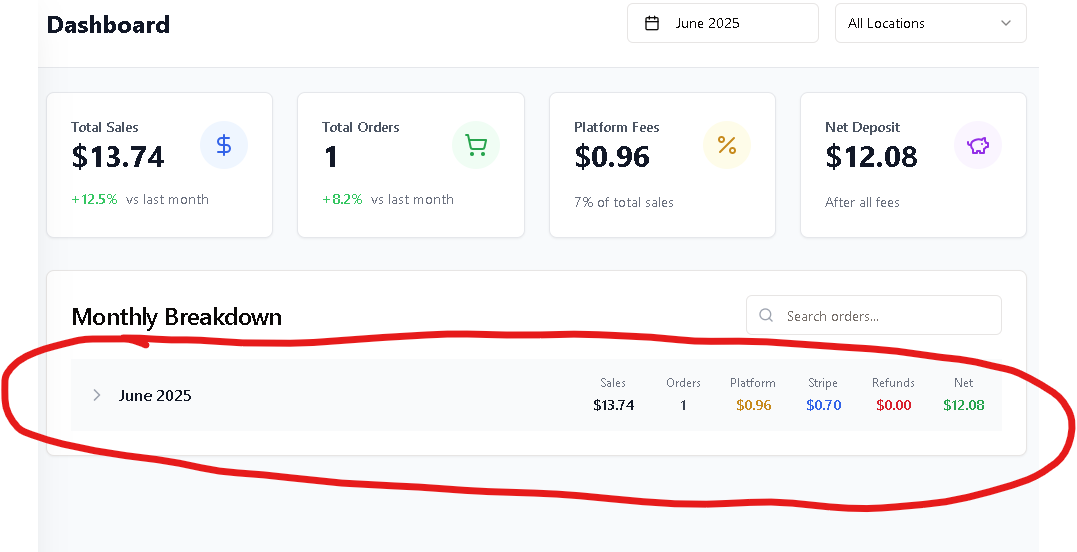 Dashboard
June 2025
All Locations
Total Sales
$13.74
+12.5% vs last month
Total Orders
1
+8.2% vs last month
Platform Fees
$0.96
7% of total sales
Net Deposit
$12.08
After all fees
Monthly Breakdown
Search orders...
June 2025
Sales Orders Platform Stripe Refunds Net
$13.74 1 $0.96 $0.70 $0.00 $12.08